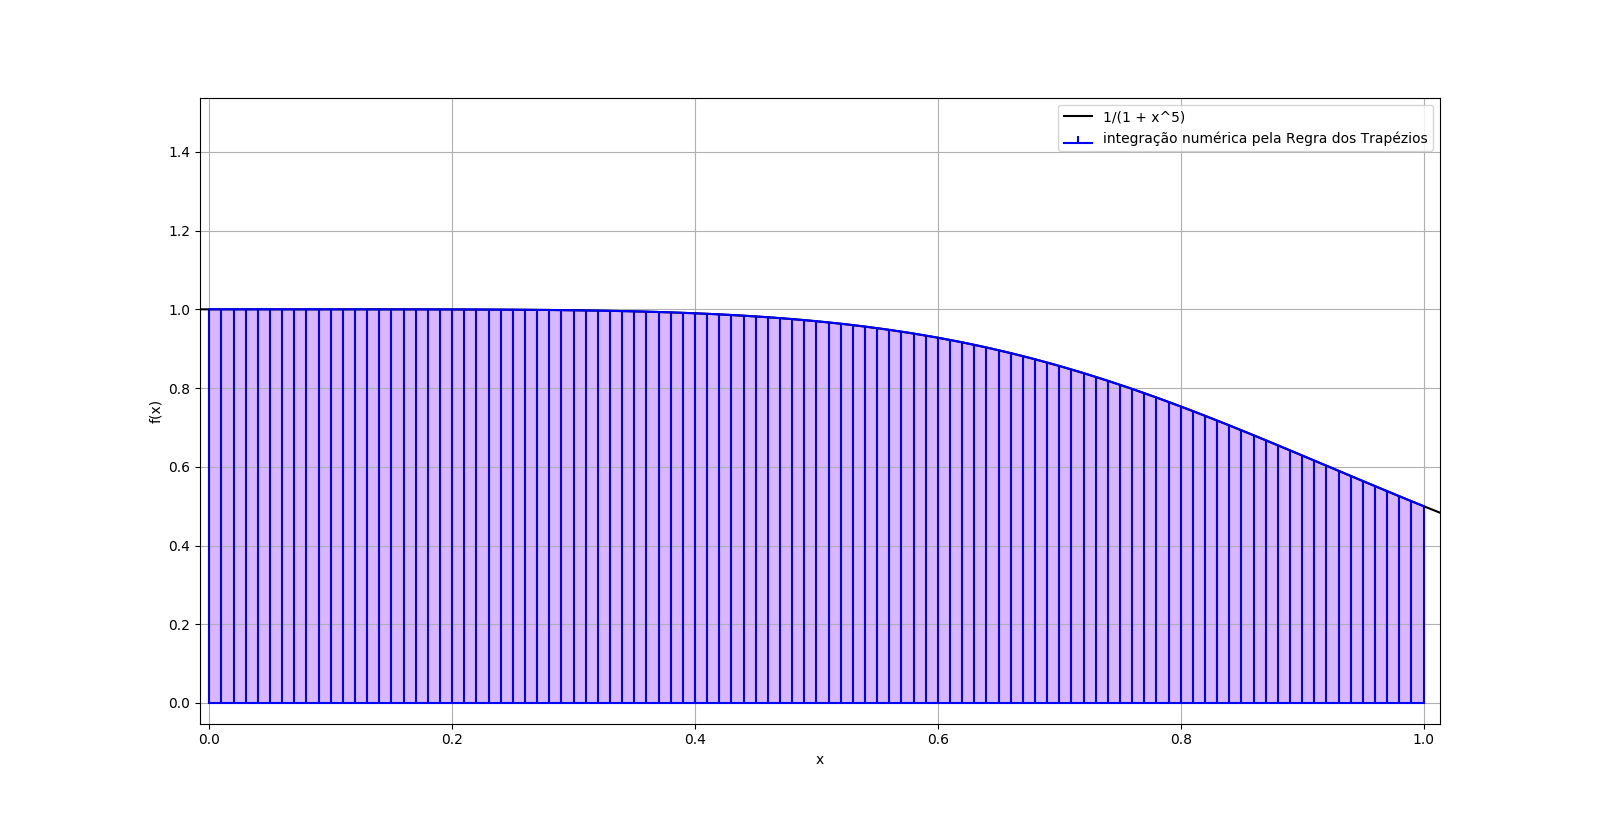 1/(1 + x^5)
integração numérica pela Regra dos Trapézios
1.4
1.2
1.0
0.8
0.6
0.4
0.2
0.0
f(x)
0.0 0.2 0.4 0.6 0.8 1.0
x